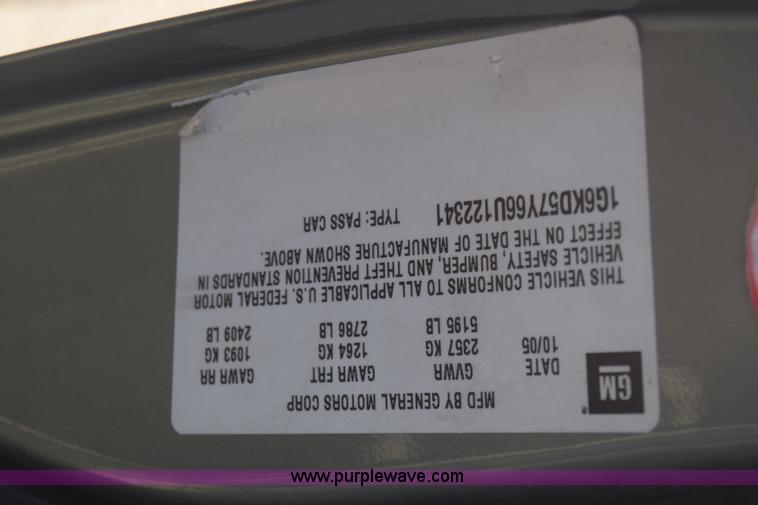 GM
MFD BY GENERAL MOTORS CORP
DATE GVWR GAWR FRT GAWR RR
10/05 2357 KG 1264 KG 1093 KG
5195 LB 2786 LB 2409 LB
THIS VEHICLE CONFORMS TO ALL APPLICABLE U.S. FEDERAL MOTOR
VEHICLE SAFETY, BUMPER, AND THEFT PREVENTION STANDARDS IN
EFFECT ON THE DATE OF MANUFACTURE SHOWN ABOVE.
1G6KD57Y66U122341 TYPE: PASS CAR
www.purplewave.com